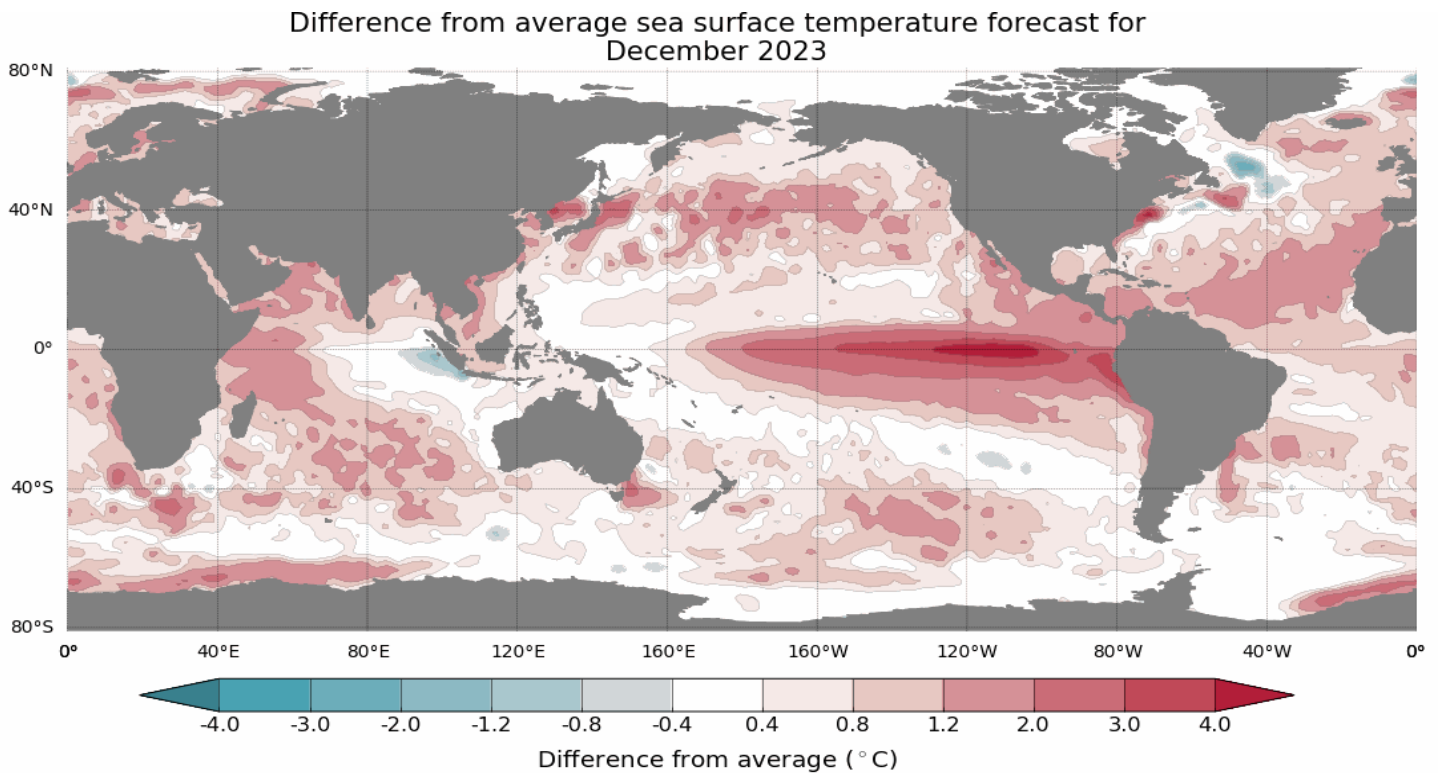 Difference from average sea surface temperature forecast for
December 2023
80°N
40°N
0°
40°S
80°S
0° 40°E 80°E 120°E 160°E 160°W 120°W 80°W 40°W 0°
-4.0 -3.0 -2.0 -1.2 -0.8 -0.4 0.4 0.8 1.2 2.0 3.0 4.0
Difference from average (°C)